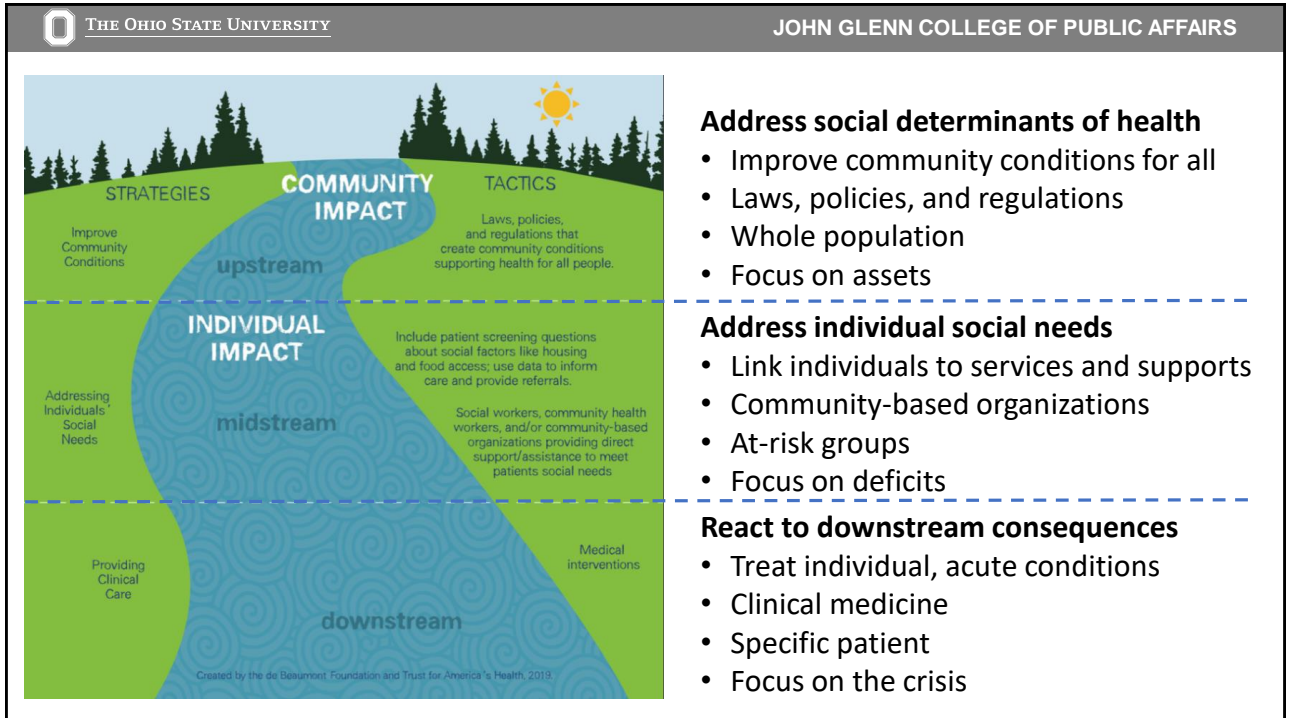 THE OHIO STATE UNIVERSITY
JOHN GLENN COLLEGE OF PUBLIC AFFAIRS
STRATEGIES
COMMUNITY
IMPACT
TACTICS
Improve
Community
Conditions
upstream
Laws, policies,
and regulations that
create community conditions
supporting health for all people.
INDIVIDUAL
IMPACT
Addressing
Individuals'
Social
Needs
midstream
Include patient screening questions
about social factors like housing
and food access; use data to inform
care and provide referrals.
Social workers, community health
workers, and/or community-based
organizations providing direct
support/assistance to meet
patients social needs
Providing
Clinical
Care
downstream
Medical
interventions
Created by the de Beaumont Foundation and Trust for America's Health, 2019
Address social determinants of health
• Improve community conditions for all
• Laws, policies, and regulations
• Whole population
• Focus on assets
Address individual social needs
• Link individuals to services and supports
• Community-based organizations
• At-risk groups
• Focus on deficits
React to downstream consequences
• Treat individual, acute conditions
• Clinical medicine
• Specific patient
• Focus on the crisis